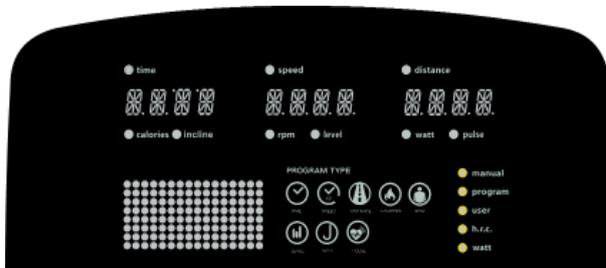 time speed distance
calories incline rpm level watt pulse
PROGRAM TYPE
manual
program
user
h.r.c.
watt